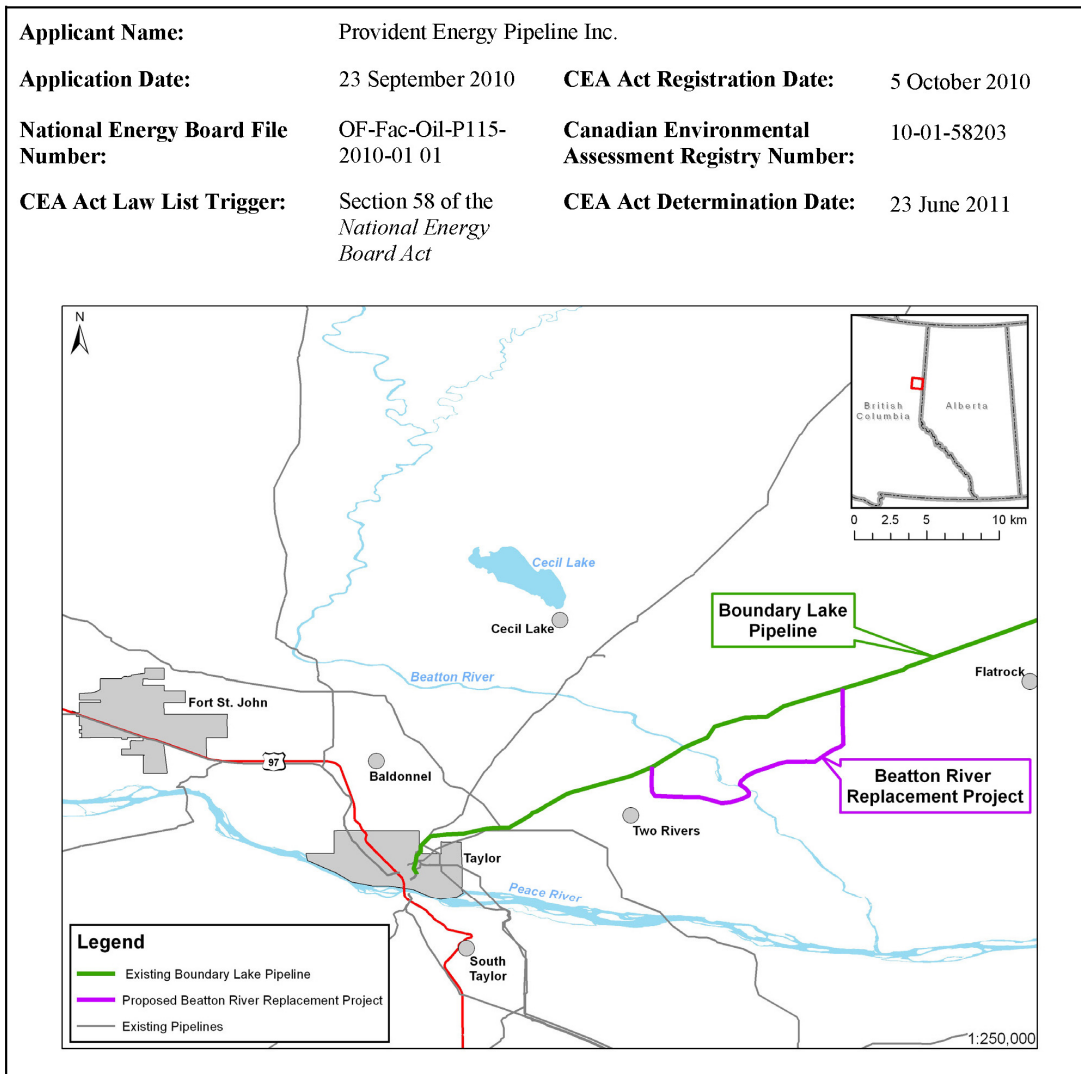 Applicant Name: Provident Energy Pipeline Inc.
Application Date: 23 September 2010 CEA Act Registration Date: 5 October 2010
National Energy Board File OF-Fac-Oil-P115- Canadian Environmental 10-01-58203
Number: 2010-01 01 Assessment Registry Number:
CEA Act Law List Trigger: Section 58 of the CEA Act Determination Date: 23 June 2011
National Energy
Board Act
N
British
Columbia
Alberta
0 2.5 5 10 km
Cecil Lake
Cecil Lake
Boundary Lake
Pipeline
Flatrock
Beatton River
Fort St. John
97
Baldonnel
Beatton River
Replacement Project
Two Rivers
Taylor
Peace River
South
Taylor
Legend
Existing Boundary Lake Pipeline
Proposed Beatton River Replacement Project
Existing Pipelines
1:250,000